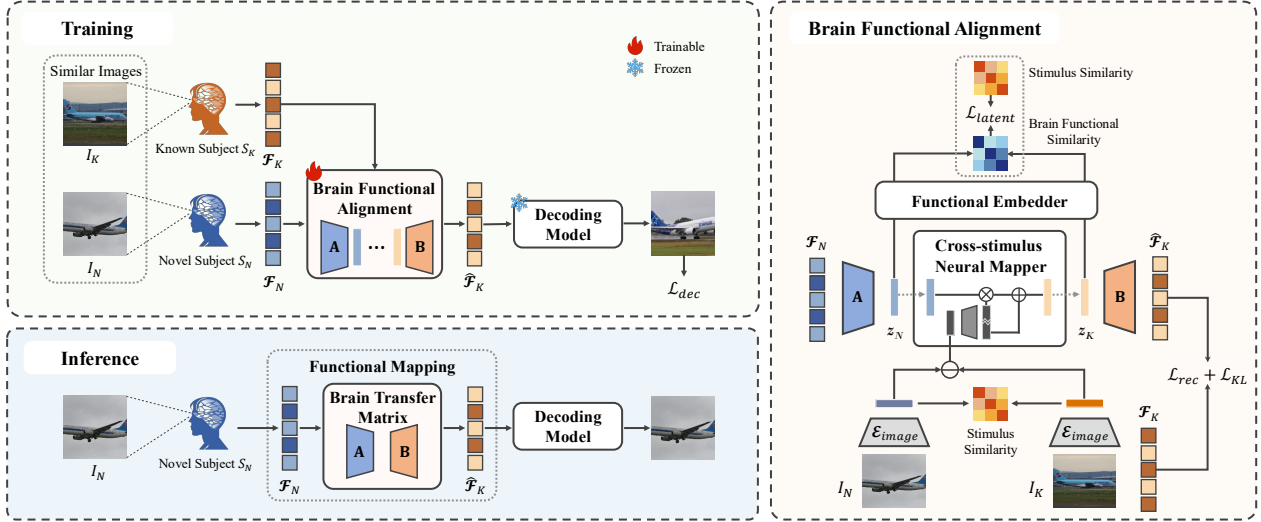 Training
Trainable
Frozen
Similar Images
I_K
Known Subject S_K
𝓕_K
I_N
Novel Subject S_N
𝓕_N
Brain Functional
Alignment
A
...
B
𝓕̂_K
Decoding
Model
ℒ_dec
Inference
I_N
Novel Subject S_N
Functional Mapping
𝓕_N
Brain Transfer
Matrix
A
B
𝓕̂_K
Decoding
Model
Brain Functional Alignment
Stimulus Similarity
ℒ_latent
Brain Functional
Similarity
Functional Embedder
𝓕_N
A
z_N
Cross-stimulus
Neural Mapper
z_K
B
𝓕̂_K
ℒ_rec + ℒ_KL
ℰ_image
Stimulus
Similarity
ℰ_image
𝓕_K
I_N
I_K